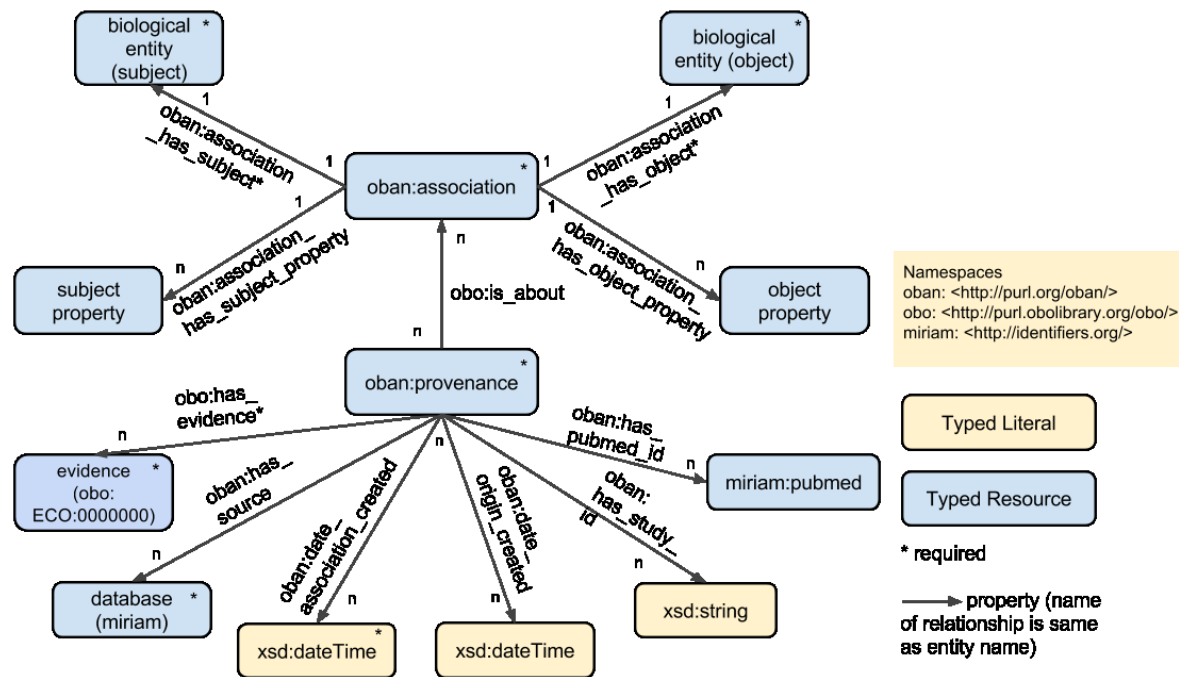 biological *
entity
(subject)
biological *
entity (object)
1
1
oban:association
_has_subject*
oban:association
_has_object*
1
1
oban:association *
1
1
n
n
oban:association_
has_subject_property
oban:association_
has_object_property
n
obo:is_about
n
subject
property
object
property
Namespaces
oban: <http://purl.org/oban/>
obo: <http://purl.obolibrary.org/obo/>
miriam: <http://identifiers.org/>
oban:provenance *
obo:has_
evidence*
n
n
oban:has_
pubmed_id
n
evidence *
(obo:
ECO:0000000)
oban:has_
source
n
oban:date_
association_created
n
oban:date_
origin_created
n
oban:
has_study_
id
n
miriam:pubmed
database *
(miriam)
xsd:dateTime *
xsd:dateTime
xsd:string
Typed Literal
Typed Resource
* required
property (name
of relationship is same
as entity name)